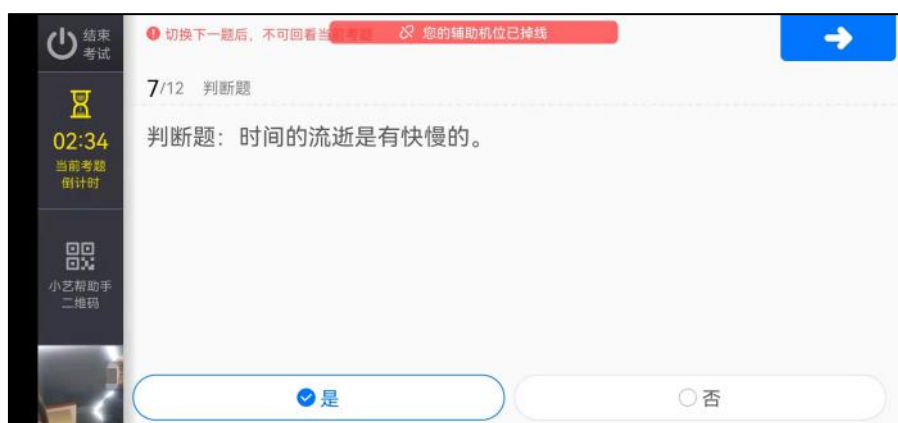 结束
考试
切换下一题后，不可回看当前考题
您的辅助机位已掉线
7/12 判断题
02:34
当前考题
倒计时
判断题：时间的流逝是有快慢的。
小艺帮助手
二维码
是
否